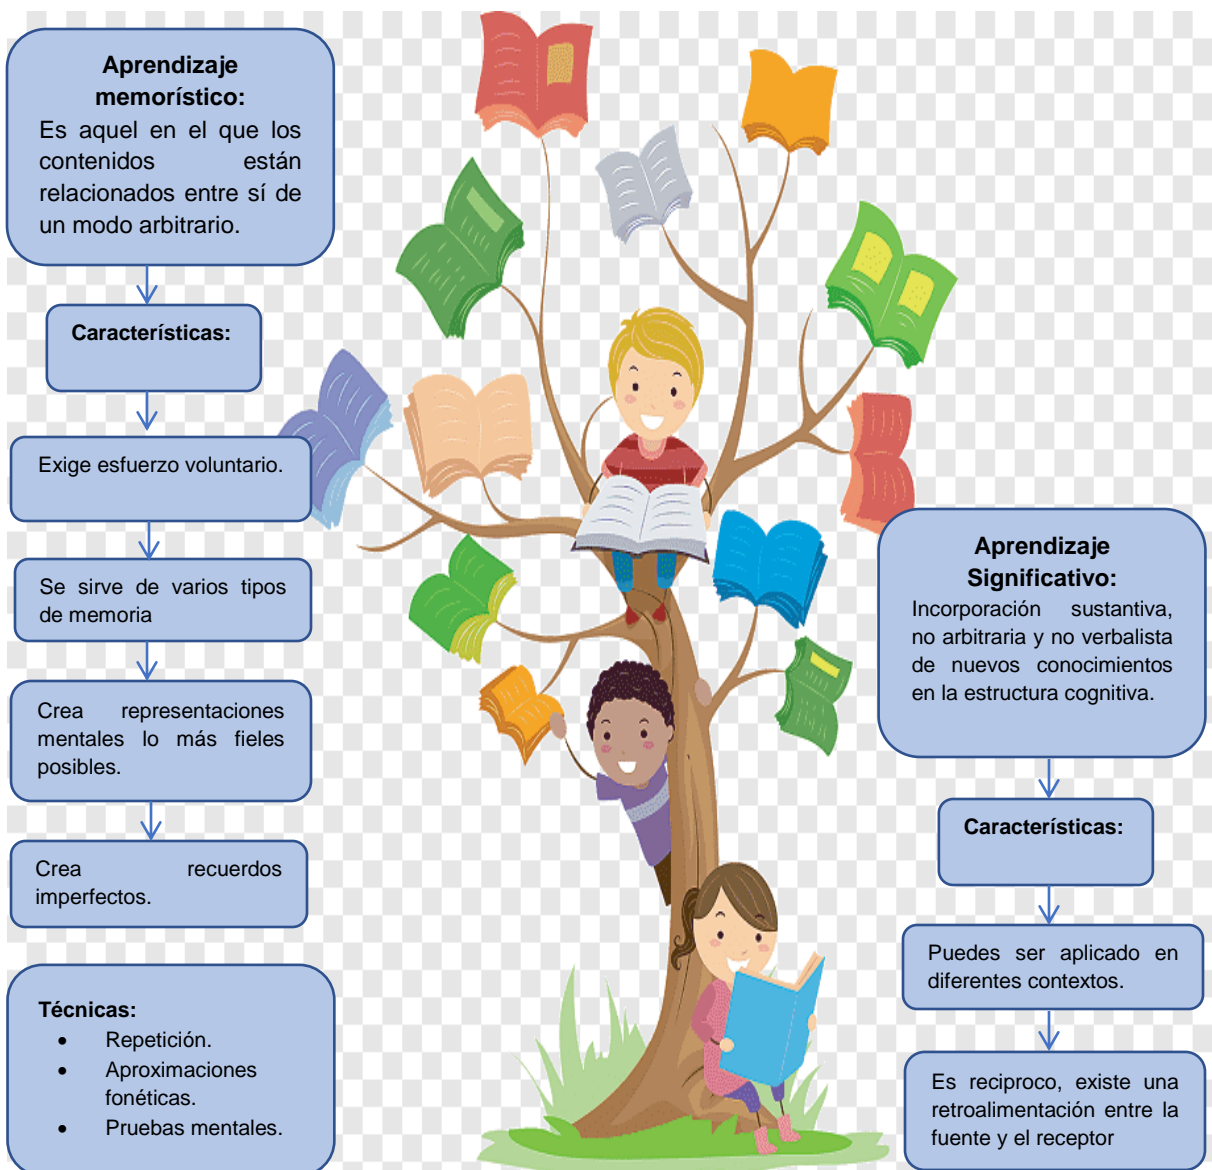 Aprendizaje
memorístico:
Es aquel en el que los
contenidos están
relacionados entre sí de
un modo arbitrario.
Característícas:
Exige esfuerzo voluntario.
Se sirve de varios tipos
de memoria
Crea representaciones
mentales lo más fieles
posibles.
Crea recuerdos
imperfectos.
Técnicas:
• Repetición.
• Aproximaciones
fonéticas.
• Pruebas mentales.
Aprendizaje
Significativo:
Incorporación sustantiva,
no arbitraria y no verbalista
de nuevos conocimientos
en la estructura cognitiva.
Característícas:
Puedes ser aplicado en
diferentes contextos.
Es reciproco, existe una
retroalimentación entre la
fuente y el receptor